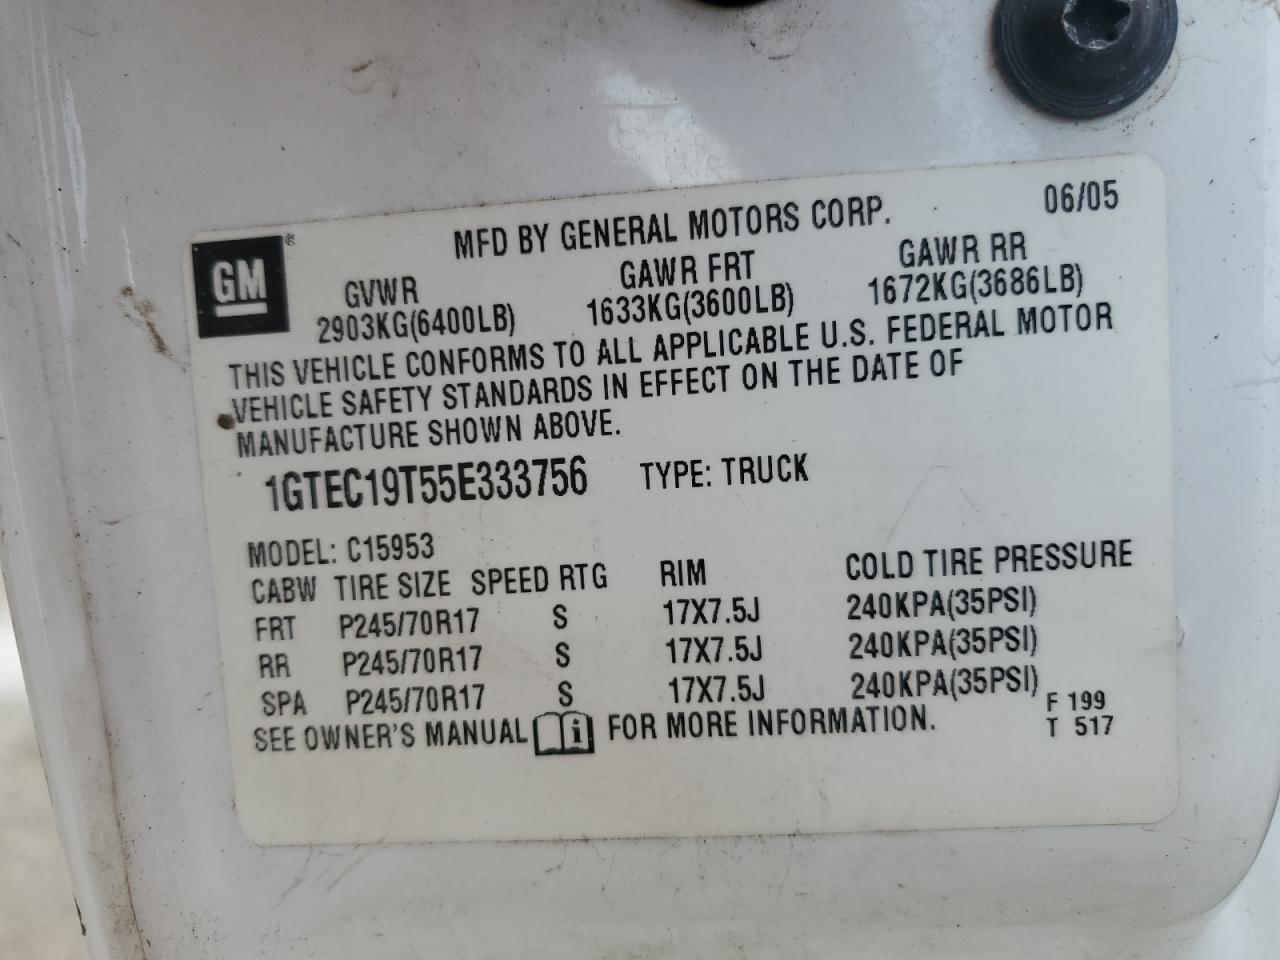 GM®
MFD BY GENERAL MOTORS CORP. 06/05
GVWR GAWR FRT GAWR RR
2903KG(6400LB) 1633KG(3600LB) 1672KG(3686LB)
THIS VEHICLE CONFORMS TO ALL APPLICABLE U.S. FEDERAL MOTOR
VEHICLE SAFETY STANDARDS IN EFFECT ON THE DATE OF
MANUFACTURE SHOWN ABOVE.
1GTEC19T55E333756 TYPE: TRUCK
MODEL: C15953
CABW TIRE SIZE SPEED RTG RIM COLD TIRE PRESSURE
FRT P245/70R17 S 17X7.5J 240KPA(35PSI)
RR P245/70R17 S 17X7.5J 240KPA(35PSI)
SPA P245/70R17 S 17X7.5J 240KPA(35PSI)
F 199
SEE OWNER'S MANUAL i FOR MORE INFORMATION. T 517